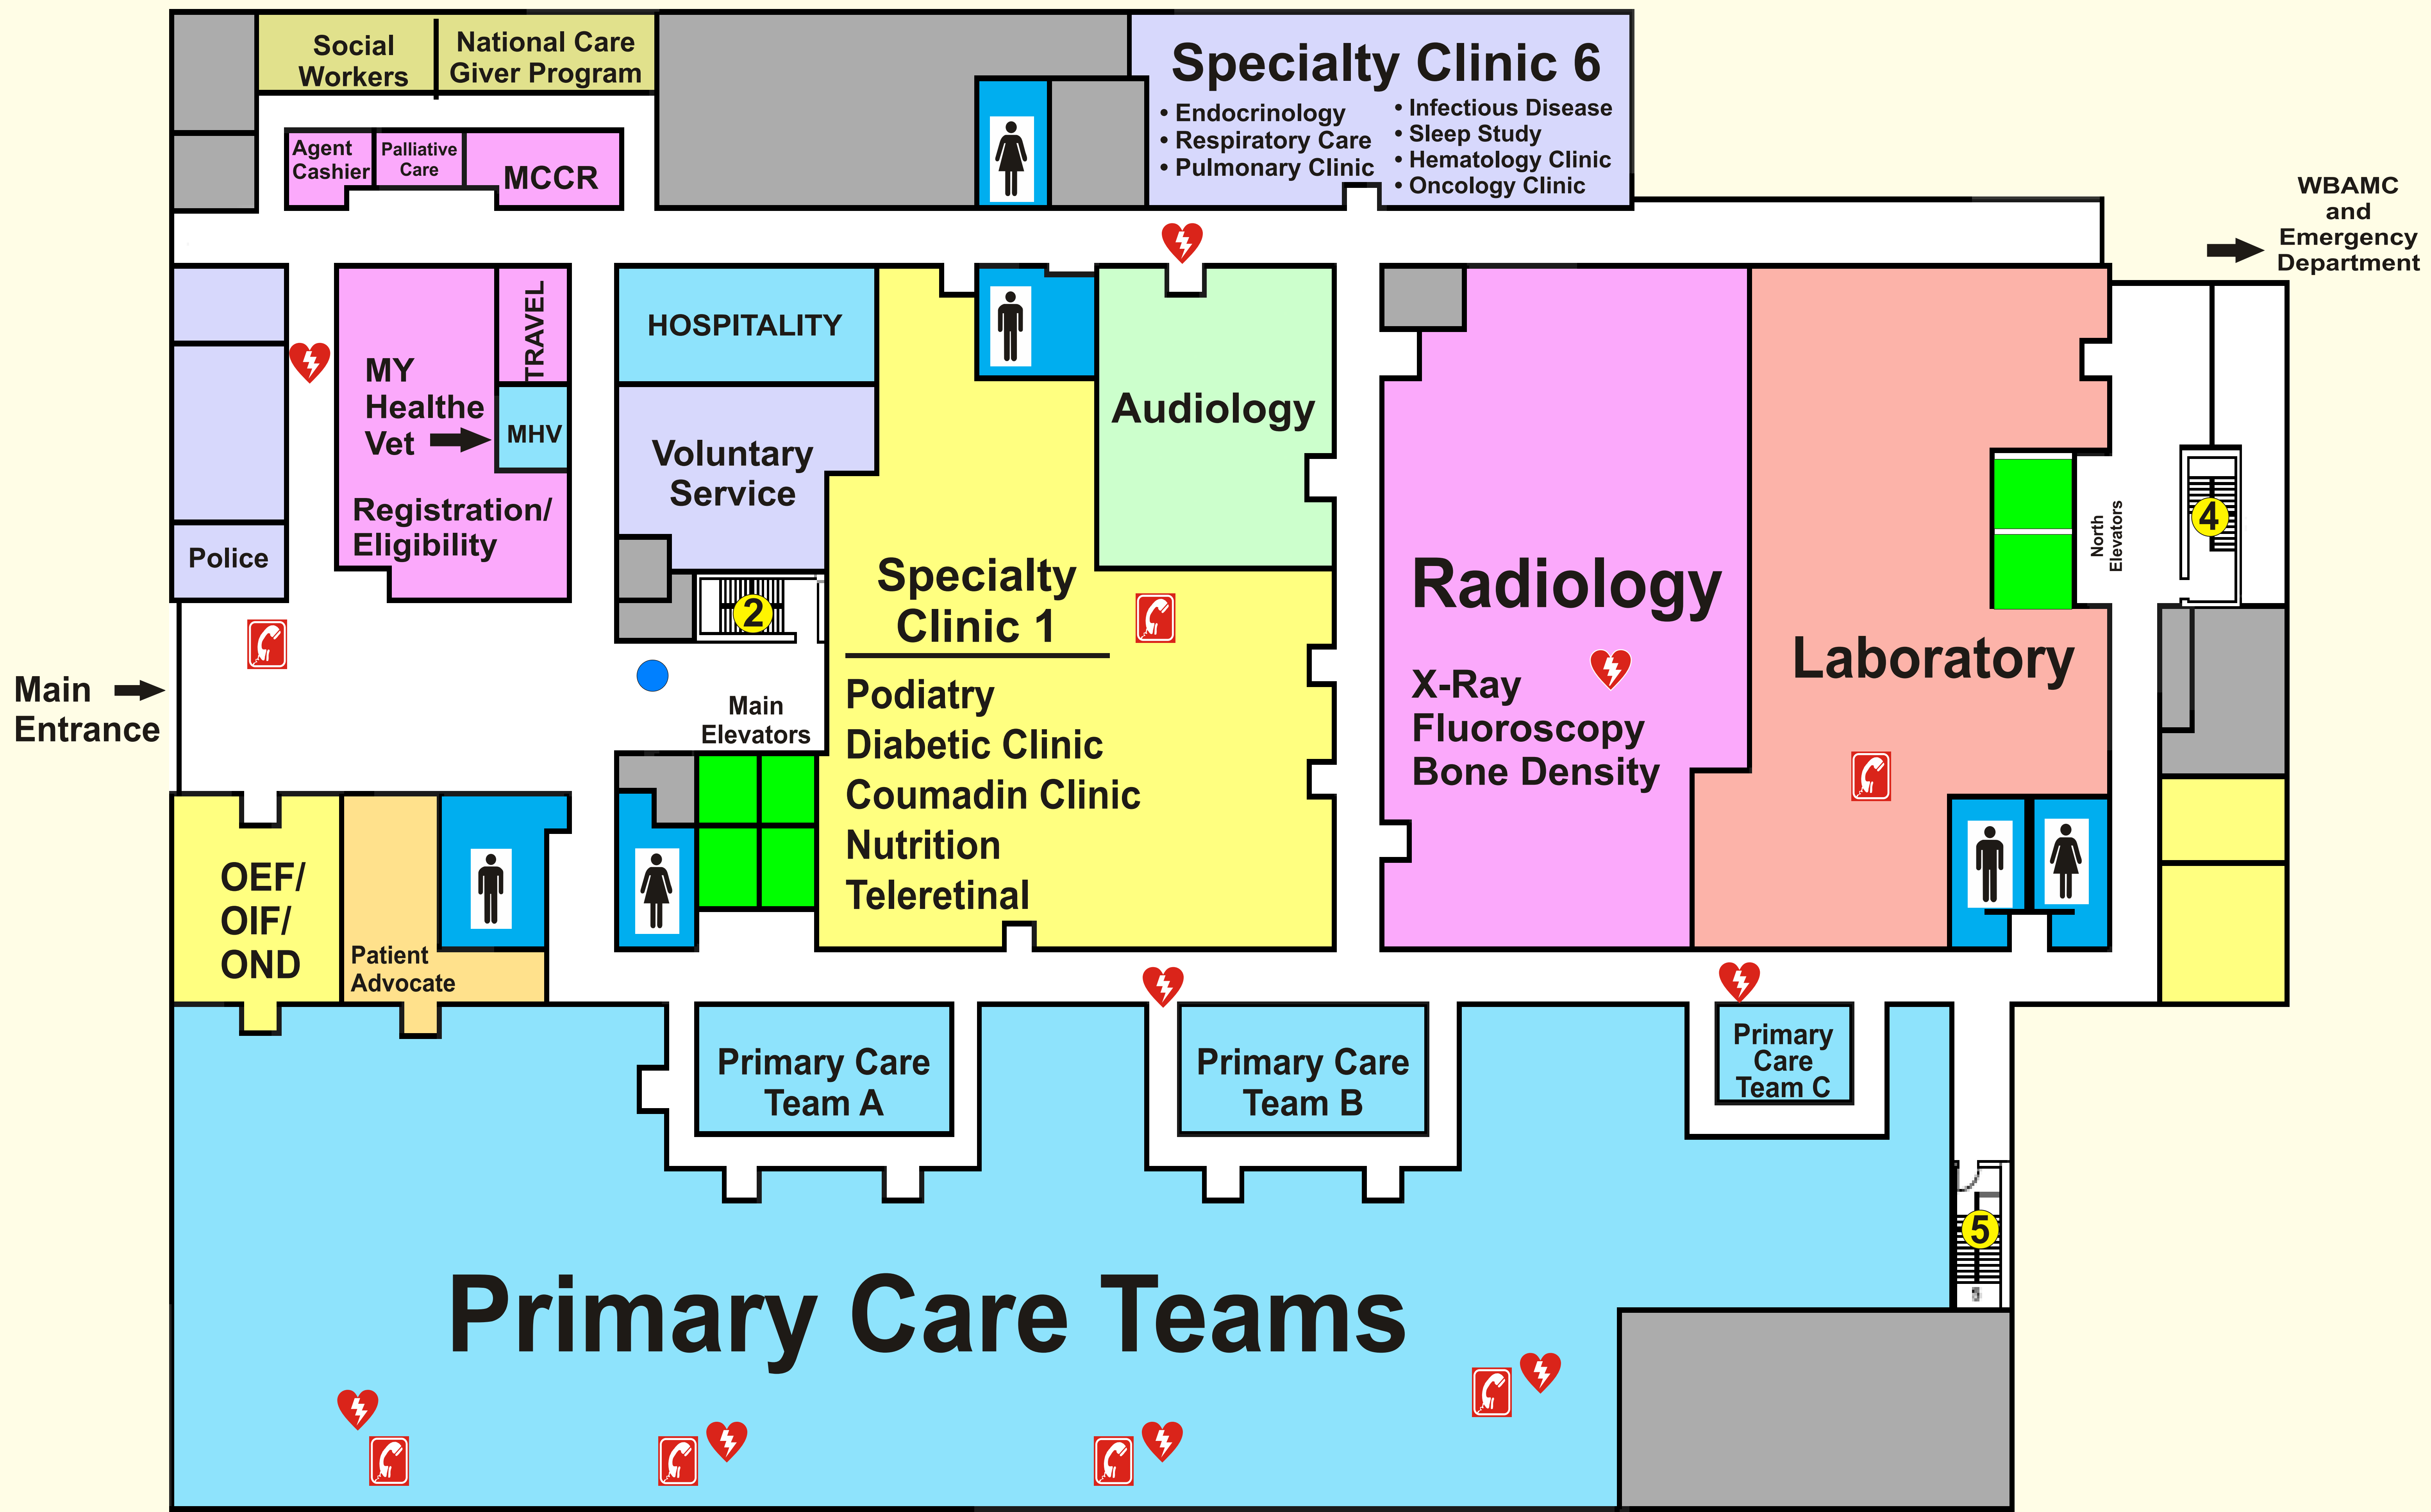 Social
Workers
National Care
Giver Program
Specialty Clinic 6
• Endocrinology
• Respiratory Care
• Pulmonary Clinic
• Infectious Disease
• Sleep Study
• Hematology Clinic
• Oncology Clinic
Agent
Cashier
Palliative
Care
MCCR
WBAMC
and
Emergency
Department
MY
Healthe
Vet
TRAVEL
MHV
Registration/
Eligibility
Police
HOSPITALITY
Voluntary
Service
Audiology
2
Main
Elevators
Specialty
Clinic 1
Podiatry
Diabetic Clinic
Coumadin Clinic
Nutrition
Teleretinal
Radiology
X-Ray
Fluoroscopy
Bone Density
Laboratory
North
Elevators
4
Main
Entrance
OEF/
OIF/
OND
Patient
Advocate
Primary Care
Team A
Primary Care
Team B
Primary
Care
Team C
5
Primary Care Teams